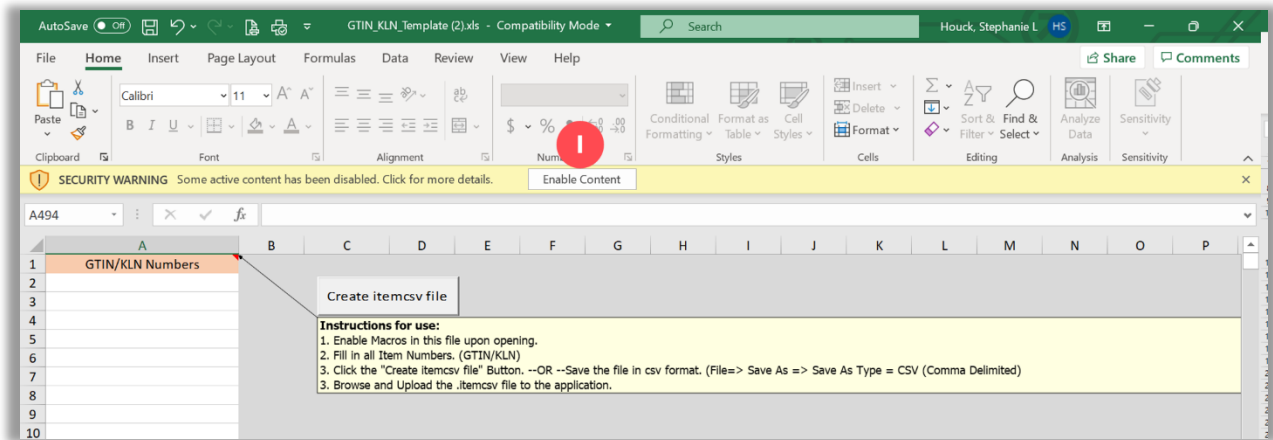 AutoSave Off GTIN_KLN_Template (2).xls - Compatibility Mode Search Houck, Stephanie L HS
File Home Insert Page Layout Formulas Data Review View Help Share Comments
Paste Calibri 11 A A ab
B I U A $ % Conditional Formatting Format as Table Cell Styles Insert Delete Format Sort & Filter Find & Select Analyze Data Sensitivity
Clipboard Font Alignment Styles Cells Editing Analysis Sensitivity
I
SECURITY WARNING Some active content has been disabled. Click for more details. Enable Content
A494 fx
A B C D E F G H I J K L M N O P
1 GTIN/KLN Numbers
2
3 Create itemcsv file
4 Instructions for use:
1. Enable Macros in this file upon opening.
5 2. Fill in all Item Numbers. (GTIN/KLN)
6 3. Click the "Create itemcsv file" Button. --OR --Save the file in csv format. (File=> Save As => Save As Type = CSV (Comma Delimited)
7 3. Browse and Upload the .itemcsv file to the application.
8
9
10